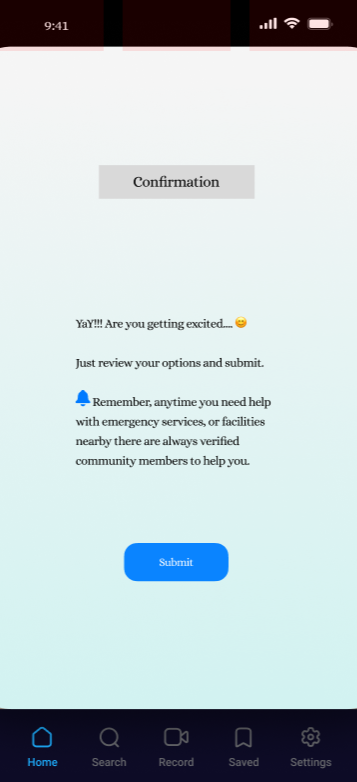 9:41
Confirmation
YaY!!! Are you getting excited.... 😊
Just review your options and submit.
🔔 Remember, anytime you need help
with emergency services, or facilities
nearby there are always verified
community members to help you.
Submit
Home
Search
Record
Saved
Settings